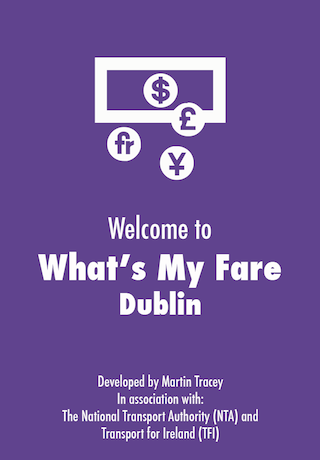 $
£
fr
¥
Welcome to
What's My Fare
Dublin
Developed by Martin Tracey
In association with:
The National Transport Authority (NTA) and
Transport for Ireland (TFI)